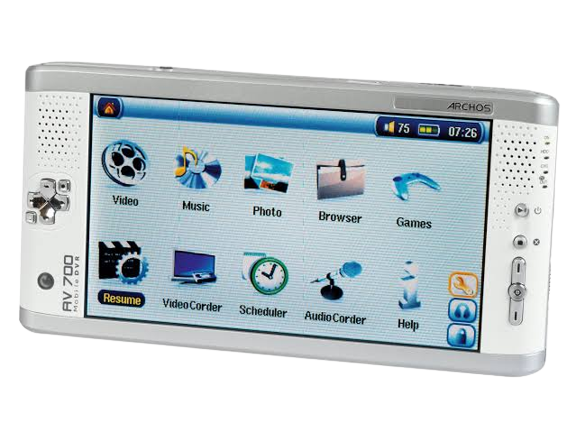 ARCHOS
75 07:26
Video
Music
Photo
Browser
Games
Resume
VideoCorder
Scheduler
AudioCorder
Help
AV 700
Mobile DVR